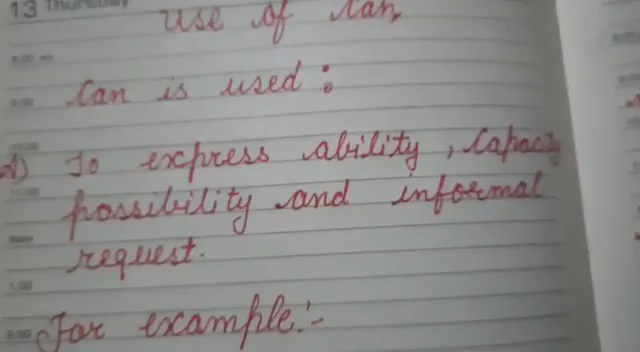 13 Thursday
use of can
Can is used :
A) To express ability, Capacity
possibility and informal
request.
1:00
For example:-